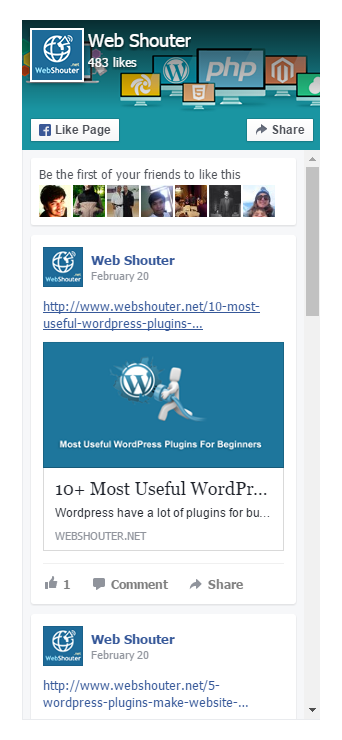 Web Shouter
483 likes
WebShouter
.net
php
Like Page
Share
Be the first of your friends to like this
WebShouter
.net
Web Shouter
February 20
http://www.webshouter.net/10-most-
useful-wordpress-plugins-...
Most Useful WordPress Plugins For Beginners
10+ Most Useful WordPr...
Wordpress have a lot of plugins for bu...
WEBSHOUTER.NET
1
Comment
Share
WebShouter
.net
Web Shouter
February 20
http://www.webshouter.net/5-
wordpress-plugins-make-website-...